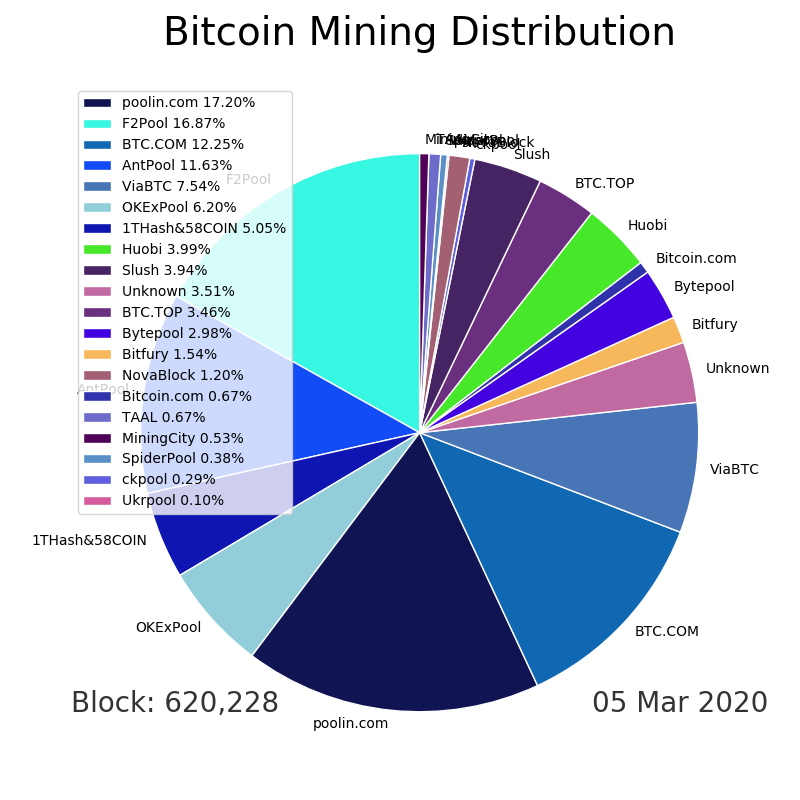 Bitcoin Mining Distribution
poolin.com 17.20%
F2Pool 16.87%
BTC.COM 12.25%
AntPool 11.63%
ViaBTC 7.54%
OKExPool 6.20%
1THash&58COIN 5.05%
Huobi 3.99%
Slush 3.94%
Unknown 3.51%
BTC.TOP 3.46%
Bytepool 2.98%
Bitfury 1.54%
NovaBlock 1.20%
Bitcoin.com 0.67%
TAAL 0.67%
MiningCity 0.53%
SpiderPool 0.38%
ckpool 0.29%
Ukrpool 0.10%
Slush
BTC.TOP
Huobi
Bitcoin.com
Bytepool
Bitfury
Unknown
ViaBTC
BTC.COM
poolin.com
OKExPool
1THash&58COIN
AntPool
F2Pool
Block: 620,228
05 Mar 2020